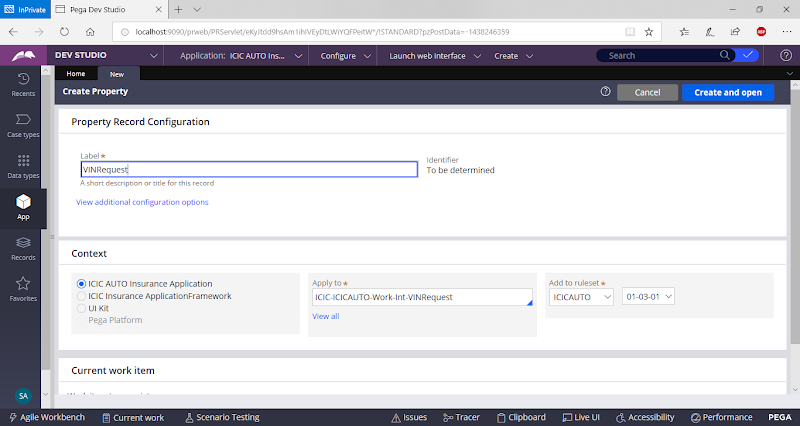 InPrivate
Pega Dev Studio
localhost:9090/prweb/PRServlet/eKyJtdd9hsAm1ihIVEyDtLWiYQFPeitW*/!STANDARD?pzPostData=-1438246359
DEV STUDIO
Application: ICIC AUTO Ins...
Configure
Launch web interface
Create
Search
Home
New
Recents
Case types
Data types
App
Records
Favorites
SA
Create Property
Cancel
Create and open
Property Record Configuration
Label *
VINRequest
A short description or title for this record
Identifier
To be determined
View additional configuration options
Context
ICIC AUTO Insurance Application
ICIC Insurance ApplicationFramework
UI Kit
Pega Platform
Apply to *
ICIC-ICICAUTO-Work-Int-VINRequest
View all
Add to ruleset *
ICICAUTO
01-03-01
Current work item
Agile Workbench
Current work
Scenario Testing
Issues
Tracer
Clipboard
Live UI
Accessibility
Performance
PEGA